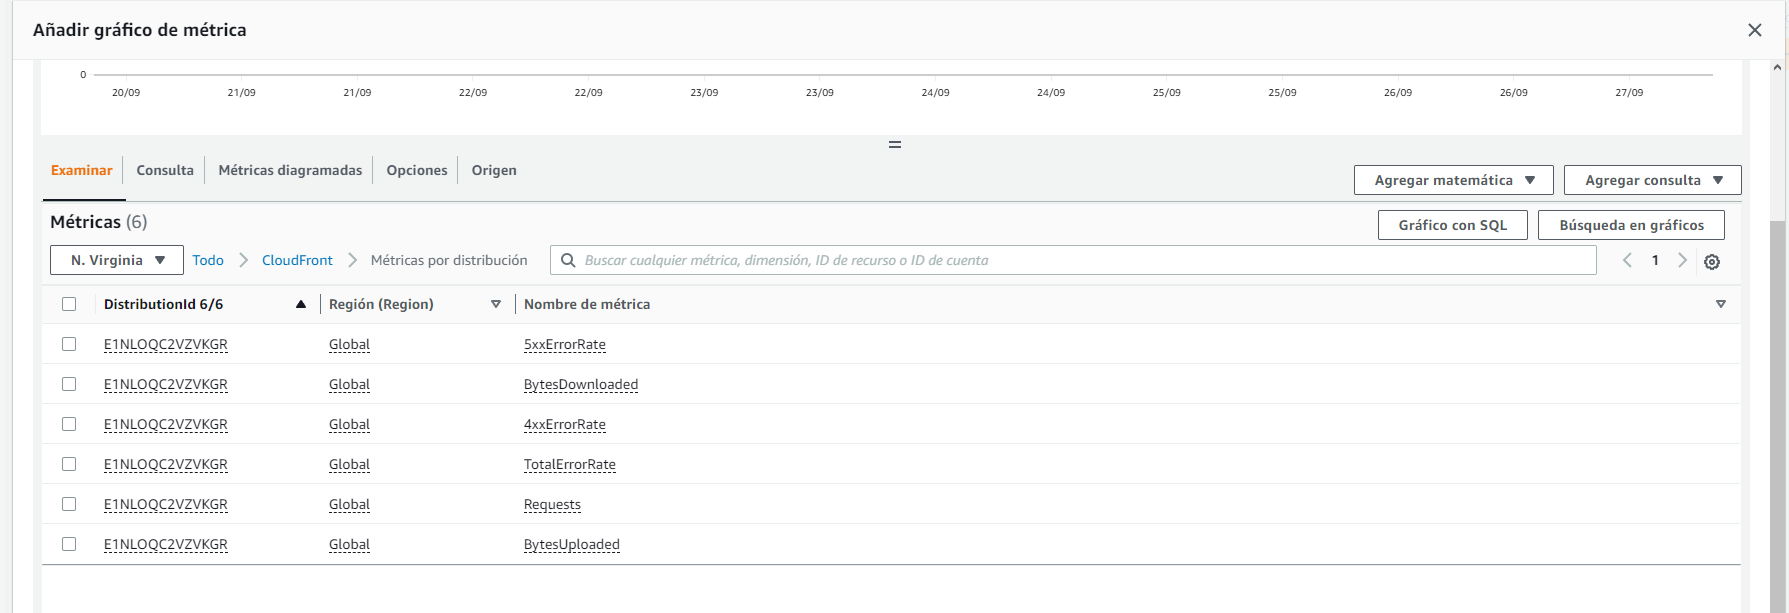 Añadir gráfico de métrica
0
20/09 21/09 21/09 22/09 22/09 23/09 23/09 24/09 24/09 25/09 25/09 26/09 26/09 27/09
Examinar Consulta Métricas diagramadas Opciones Origen
Agregar matemática Agregar consulta
Métricas (6)
Gráfico con SQL Búsqueda en gráficos
N. Virginia Todo CloudFront Métricas por distribución Buscar cualquier métrica, dimensión, ID de recurso o ID de cuenta 1
DistributionId 6/6 Región (Region) Nombre de métrica
E1NLOQC2VZVKGR Global 5xxErrorRate
E1NLOQC2VZVKGR Global BytesDownloaded
E1NLOQC2VZVKGR Global 4xxErrorRate
E1NLOQC2VZVKGR Global TotalErrorRate
E1NLOQC2VZVKGR Global Requests
E1NLOQC2VZVKGR Global BytesUploaded